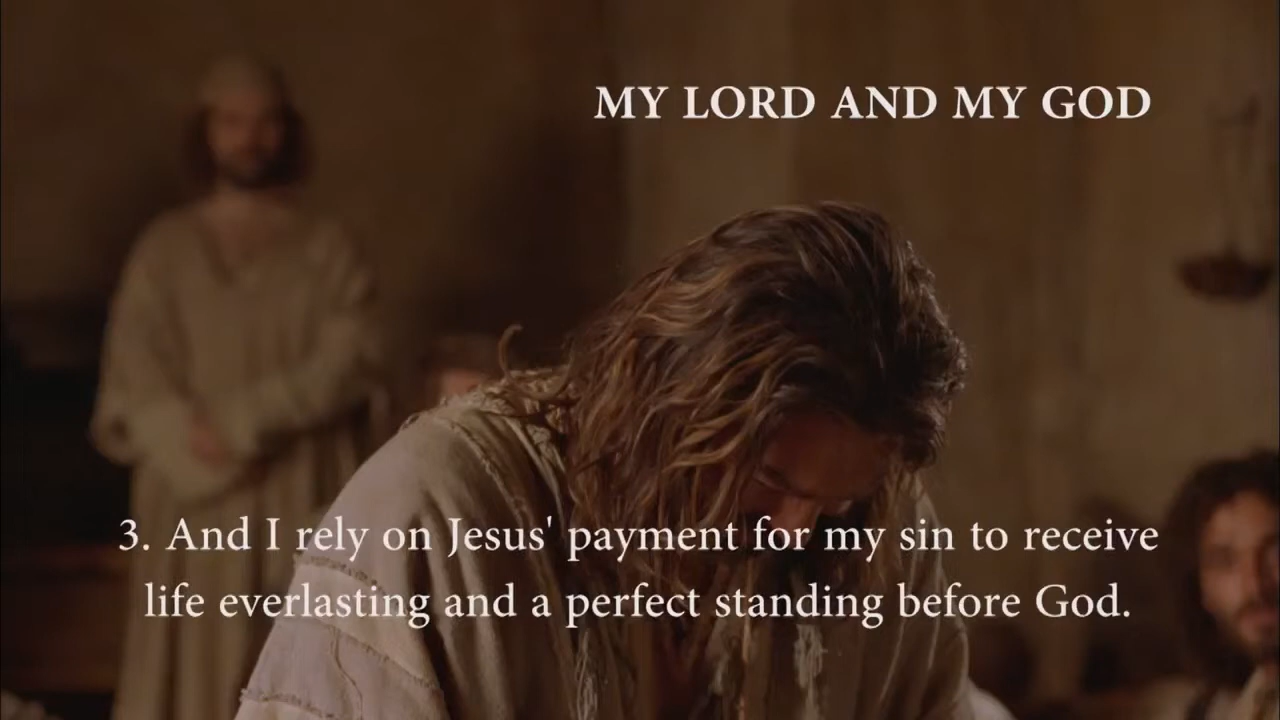 MY LORD AND MY GOD
3. And I rely on Jesus' payment for my sin to receive
life everlasting and a perfect standing before God.